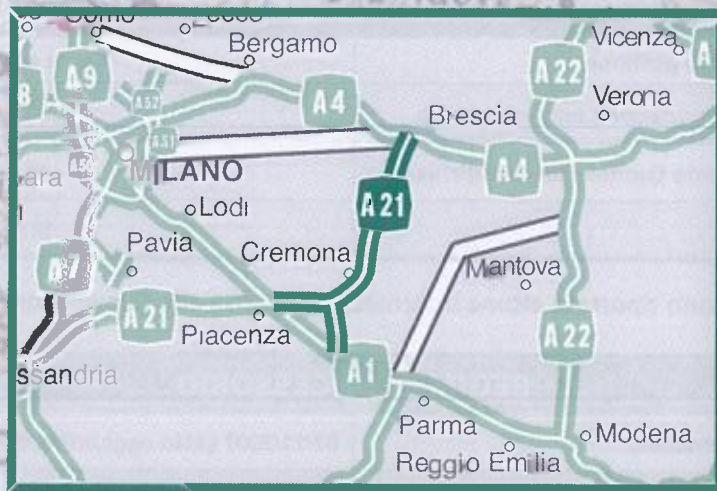 Bergamo
Vicenza
A9
A22
A52
A4
Brescia
Verona
A51
MILANO
A4
Lodi
A21
Pavia
Cremona
Mantova
A21
Piacenza
A22
A1
Parma
Modena
Reggio Emilia